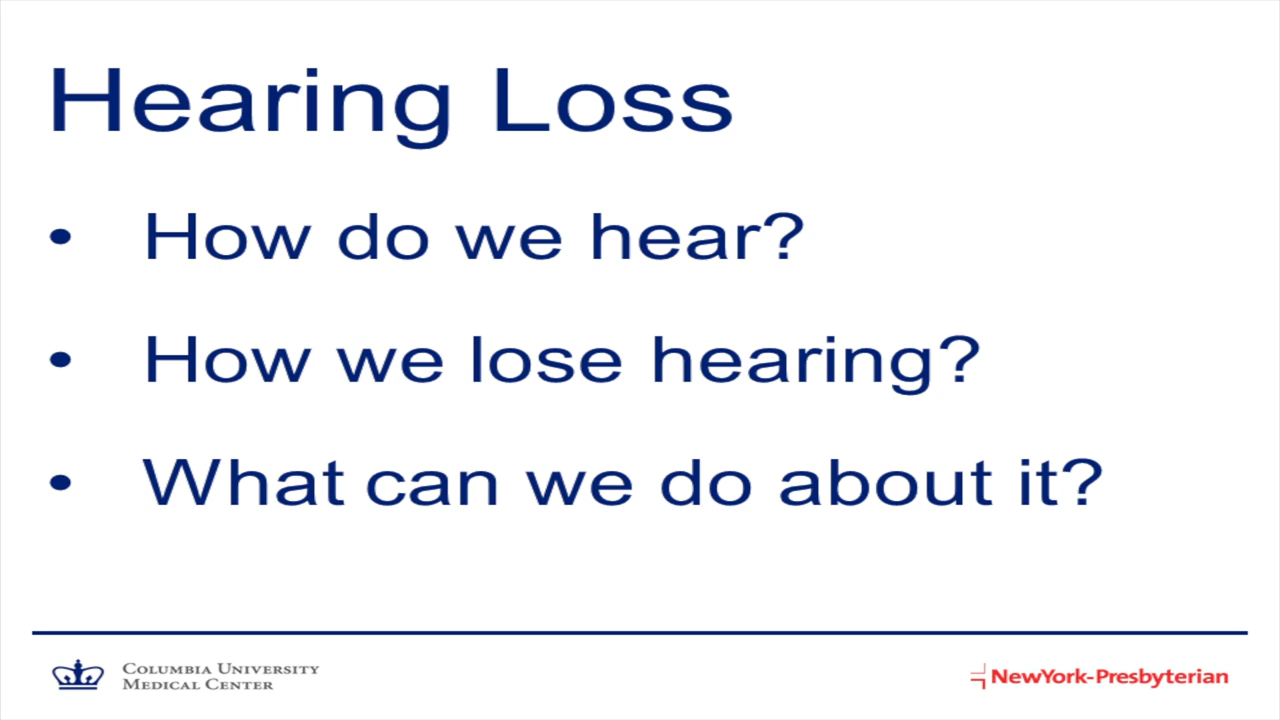 Hearing Loss
• How do we hear?
• How we lose hearing?
• What can we do about it?
COLUMBIA UNIVERSITY
MEDICAL CENTER
NewYork-Presbyterian